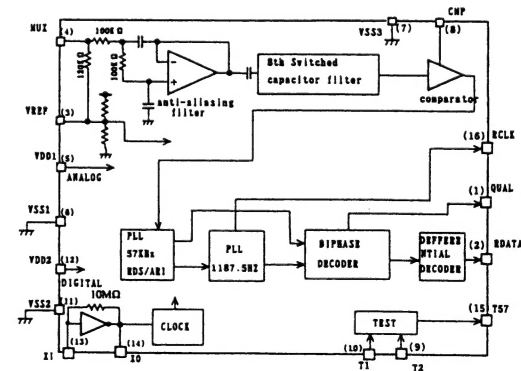 MUX
(4)
100KΩ
100KΩ
120KΩ
anti-aliasing
filter
8th Switched
capacitor filter
VSS3
(7)
CMP
(8)
comparator
VREF
(3)
VDD1
(5)
ANALOG
VSS1
(6)
VDD2
(12)
DIGITAL
VSS2
(11)
10MΩ
XI
(13)
XO
(14)
CLOCK
PLL
57KHz
RDS/ARI
PLL
1187.5HZ
BIPHASE
DECODER
DEFFERE
NTIAL
DECODER
(16)
RCLK
(1)
QUAL
(2)
RDATA
(15)
T57
TEST
(10)
T1
(9)
T2